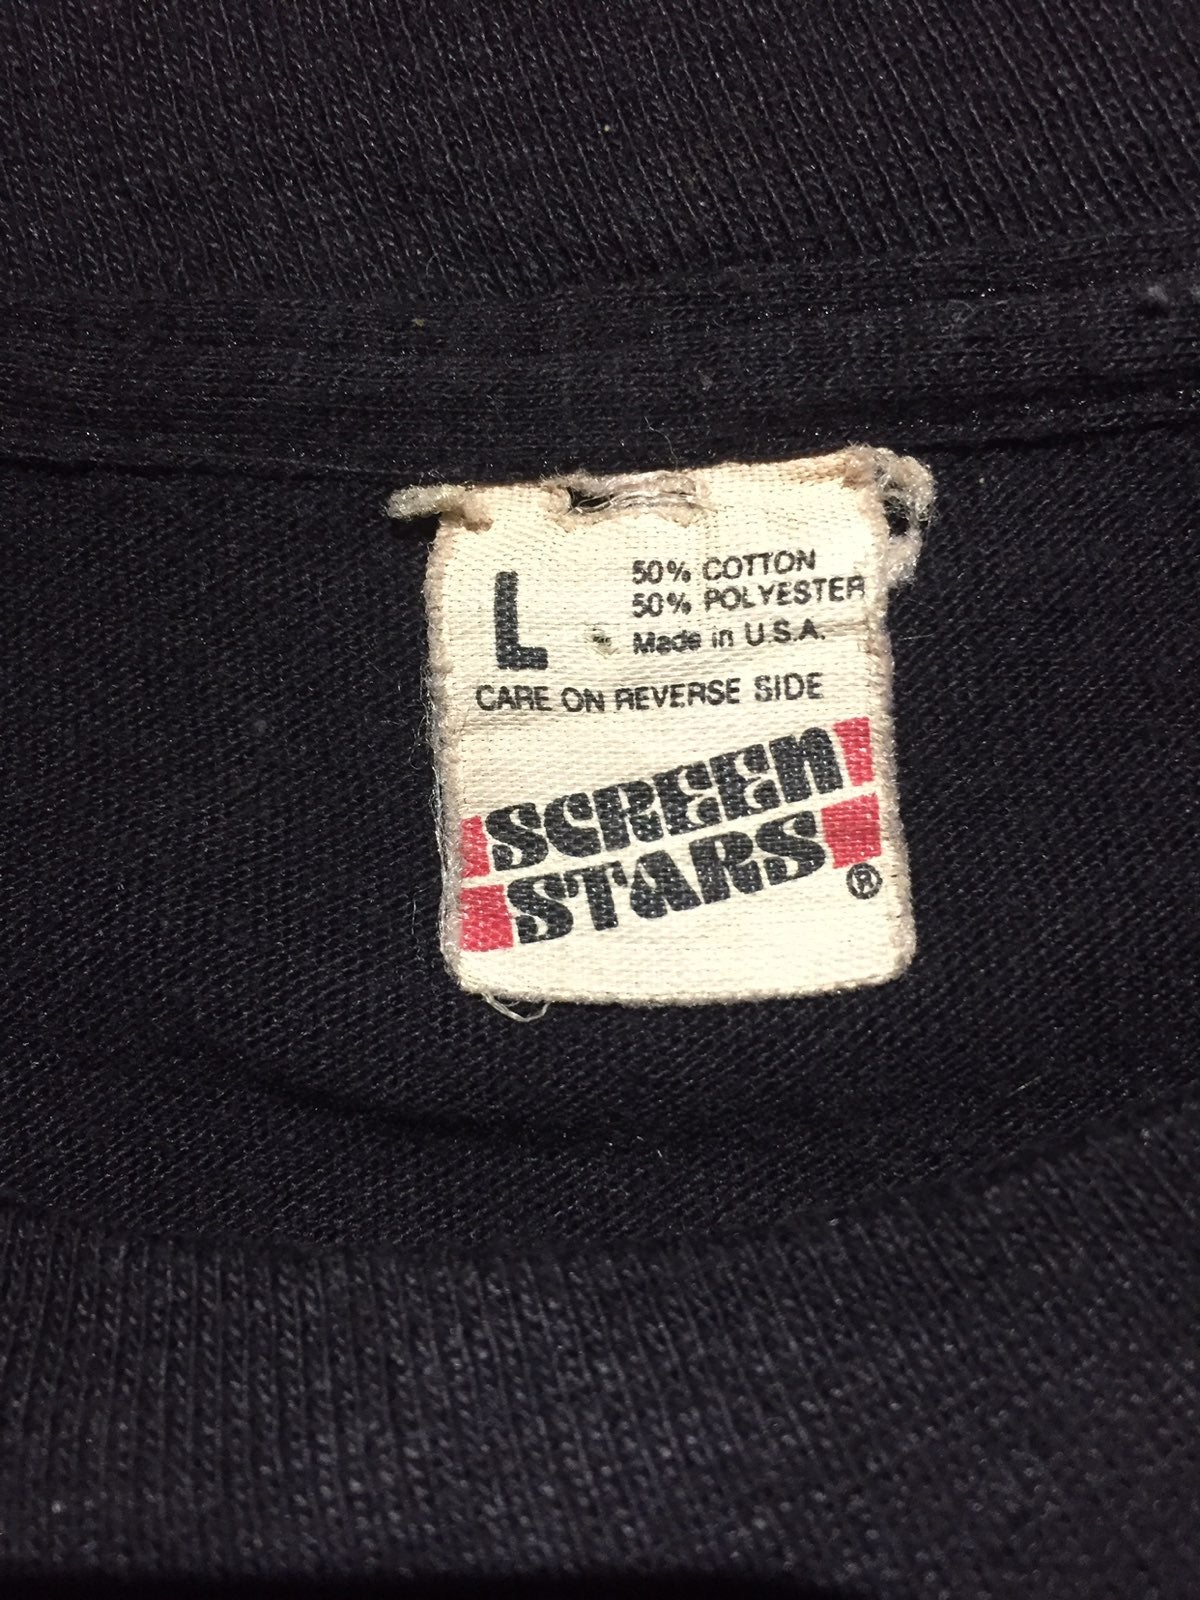 L
50% COTTON
50% POLYESTER
Made in U.S.A.
CARE ON REVERSE SIDE
SCREEN
STARS
®